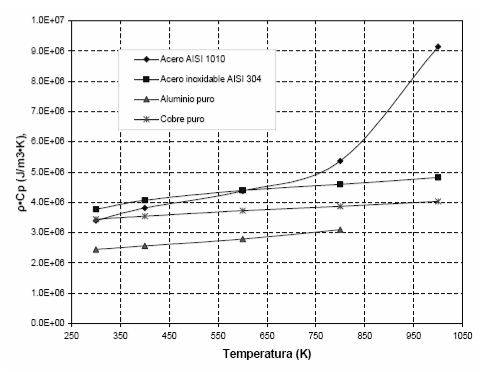 1.0E+07
9.0E+06
8.0E+06
7.0E+06
6.0E+06
5.0E+06
4.0E+06
3.0E+06
2.0E+06
1.0E+06
0.0E+00
ρ•Cp (J/m3•K),
Acero AISI 1010
Acero inoxidable AISI 304
Aluminio puro
Cobre puro
250 350 450 550 650 750 850 950 1050
Temperatura (K)